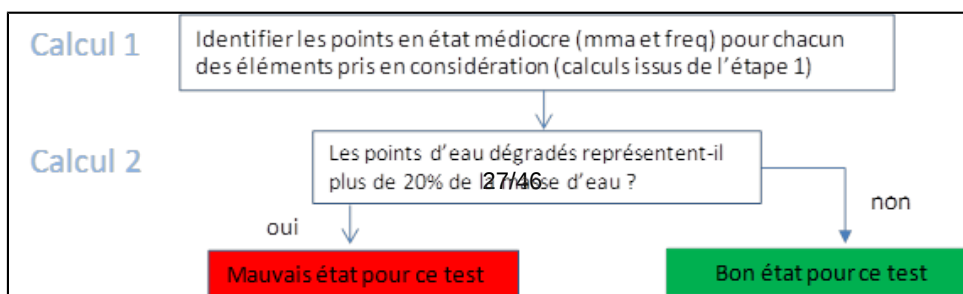 Calcul 1
Identifier les points en état médiocre (mma et freq) pour chacun
des éléments pris en considération (calculs issus de l'étape 1)
Calcul 2
Les points d'eau dégradés représentent-il
plus de 20% de la masse d'eau ?
27/46
oui
non
Mauvais état pour ce test
Bon état pour ce test